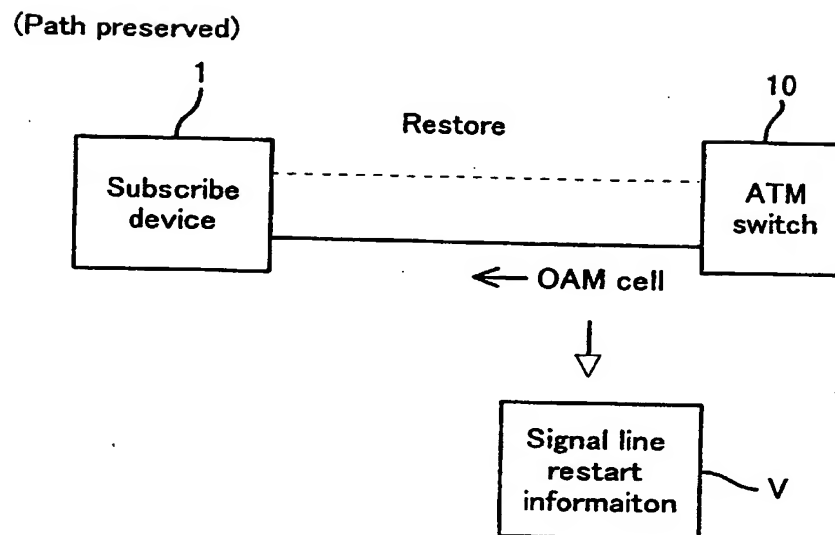 (Path preserved)
1
10
Restore
Subscribe
device
ATM
switch
OAM cell
Signal line
restart
informaiton
V